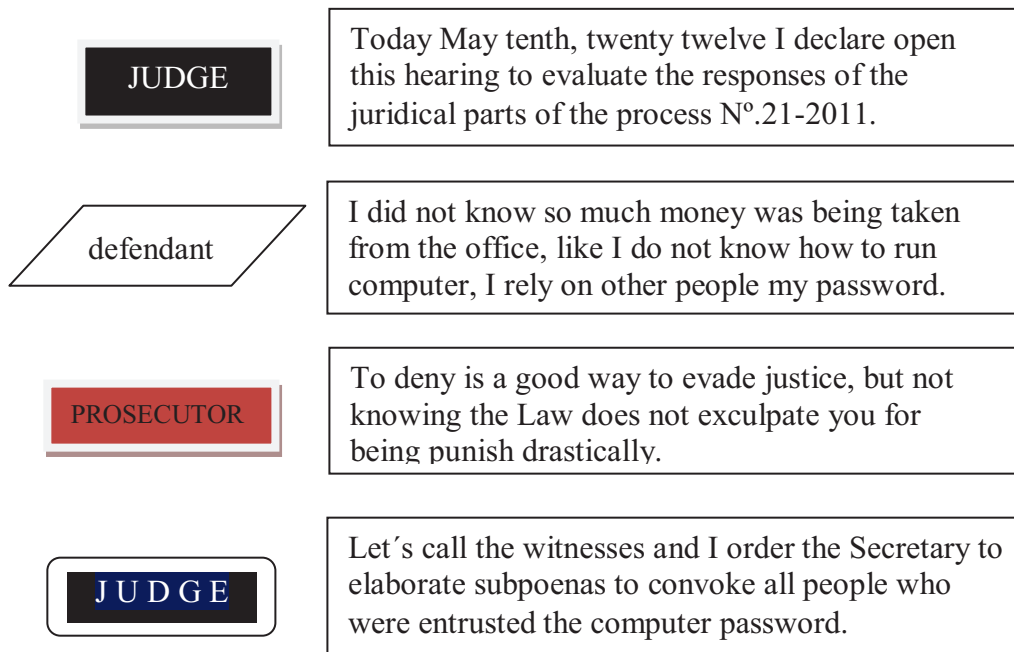 JUDGE
Today May tenth, twenty twelve I declare open
this hearing to evaluate the responses of the
juridical parts of the process Nº.21-2011.
defendant
I did not know so much money was being taken
from the office, like I do not know how to run
computer, I rely on other people my password.
PROSECUTOR
To deny is a good way to evade justice, but not
knowing the Law does not exculpate you for
being punish drastically.
J U D G E
Let´s call the witnesses and I order the Secretary to
elaborate subpoenas to convoke all people who
were entrusted the computer password.